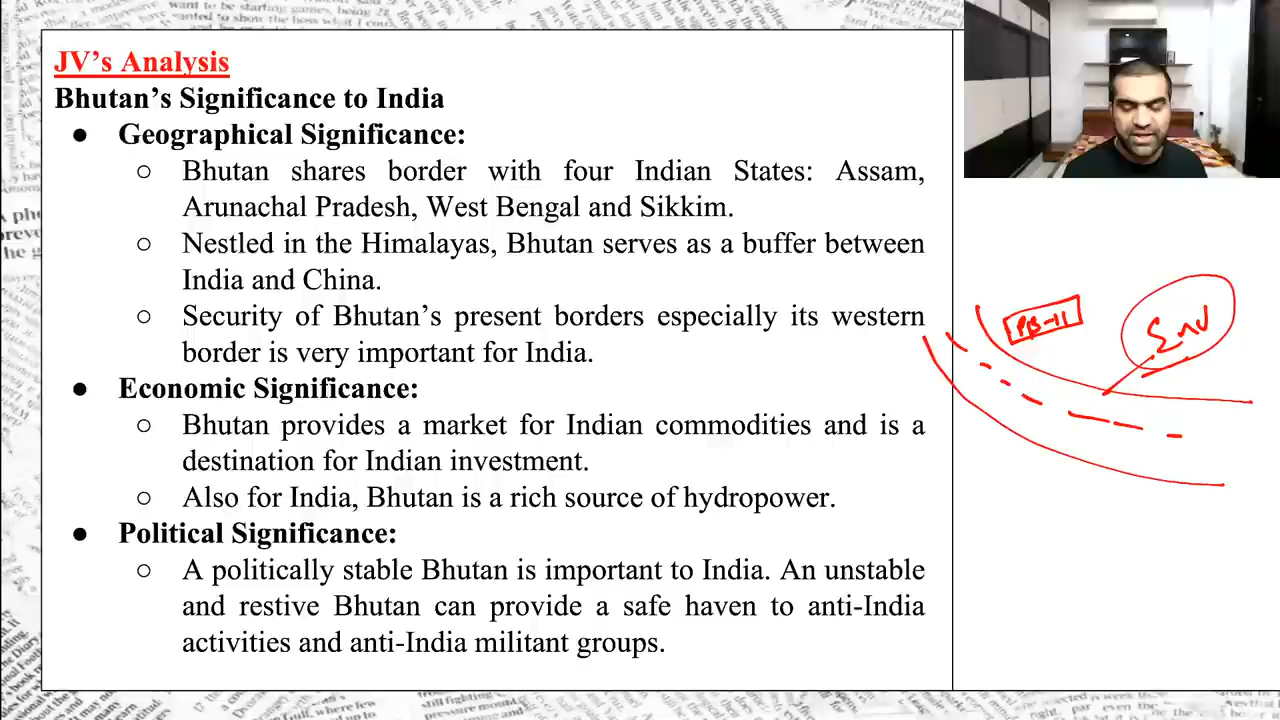 JV's Analysis
Bhutan's Significance to India
● Geographical Significance:
○ Bhutan shares border with four Indian States: Assam,
Arunachal Pradesh, West Bengal and Sikkim.
○ Nestled in the Himalayas, Bhutan serves as a buffer between
India and China.
○ Security of Bhutan's present borders especially its western
border is very important for India.
● Economic Significance:
○ Bhutan provides a market for Indian commodities and is a
destination for Indian investment.
○ Also for India, Bhutan is a rich source of hydropower.
● Political Significance:
○ A politically stable Bhutan is important to India. An unstable
and restive Bhutan can provide a safe haven to anti-India
activities and anti-India militant groups.